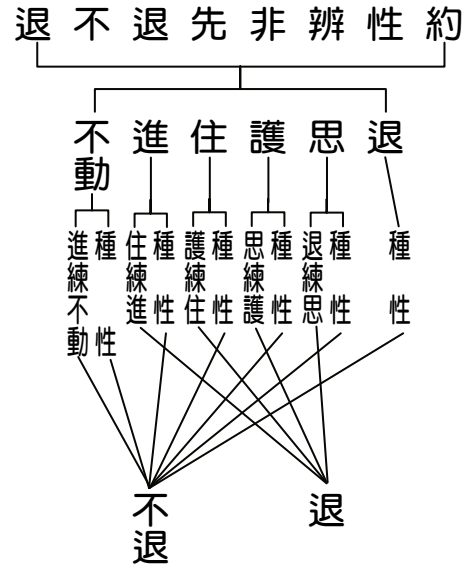 約性辨非先退不退
退
思
護
住
進
不動
種性
種性
退練思
種性
思練護
種性
護練住
種性
住練進
種性
進練不動
退
不退